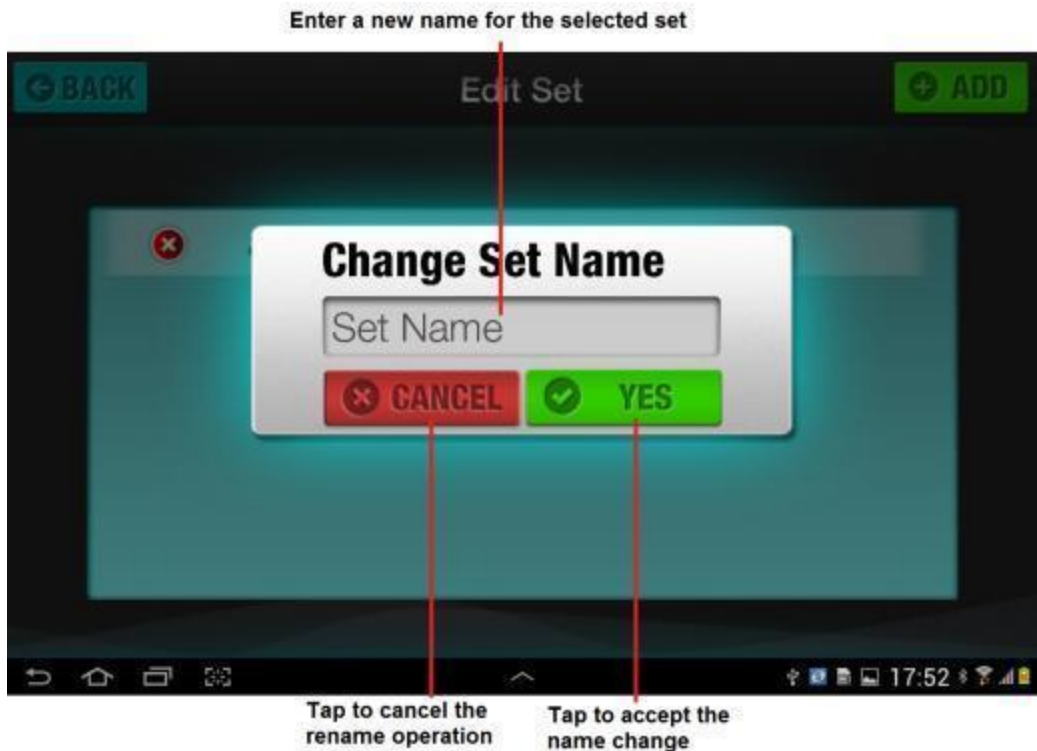 Enter a new name for the selected set
BACK
Edit Set
ADD
Change Set Name
Set Name
CANCEL
YES
17:52
Tap to cancel the
rename operation
Tap to accept the
name change